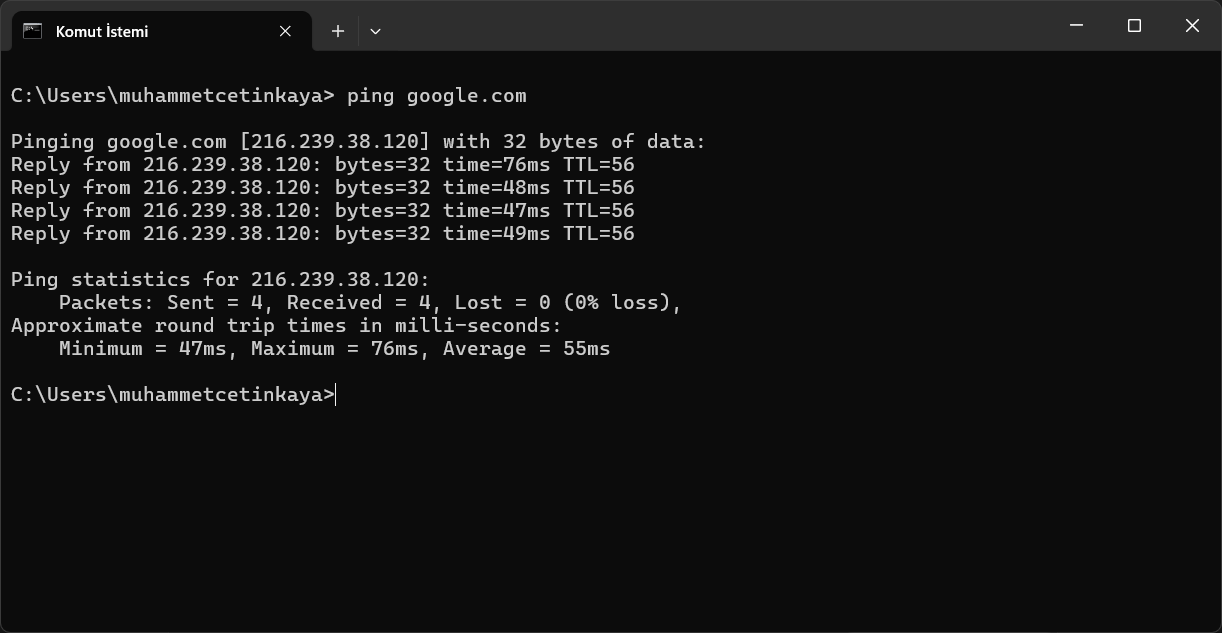 Komut İstemi
C:\Users\muhammetcetinkaya> ping google.com
Pinging google.com [216.239.38.120] with 32 bytes of data:
Reply from 216.239.38.120: bytes=32 time=76ms TTL=56
Reply from 216.239.38.120: bytes=32 time=48ms TTL=56
Reply from 216.239.38.120: bytes=32 time=47ms TTL=56
Reply from 216.239.38.120: bytes=32 time=49ms TTL=56
Ping statistics for 216.239.38.120:
    Packets: Sent = 4, Received = 4, Lost = 0 (0% loss),
Approximate round trip times in milli-seconds:
    Minimum = 47ms, Maximum = 76ms, Average = 55ms
C:\Users\muhammetcetinkaya>